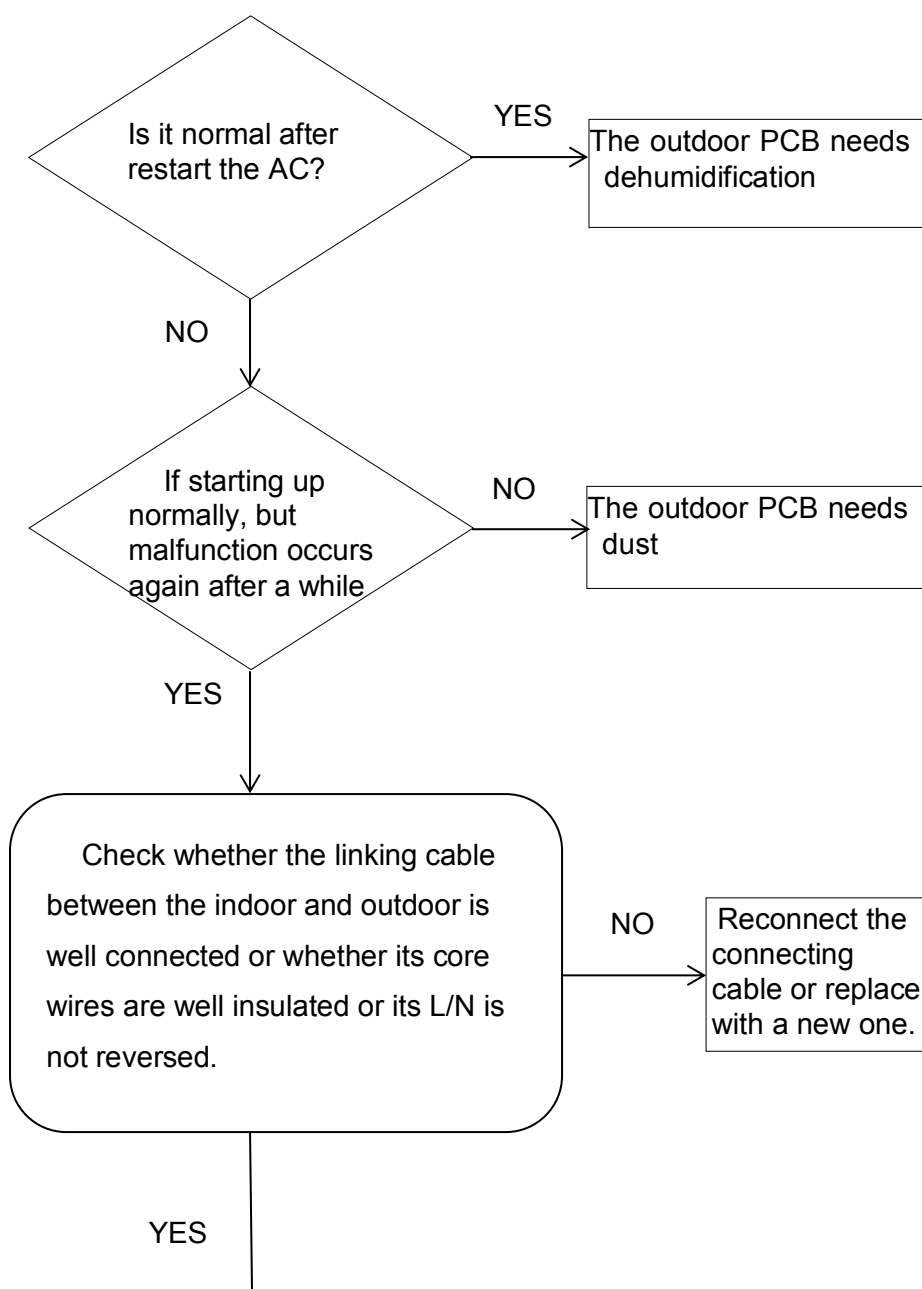 Is it normal after
restart the AC?
YES
The outdoor PCB needs
dehumidification
NO
If starting up
normally, but
malfunction occurs
again after a while
NO
The outdoor PCB needs
dust
YES
Check whether the linking cable
between the indoor and outdoor is
well connected or whether its core
wires are well insulated or its L/N is
not reversed.
NO
Reconnect the
connecting
cable or replace
with a new one.
YES